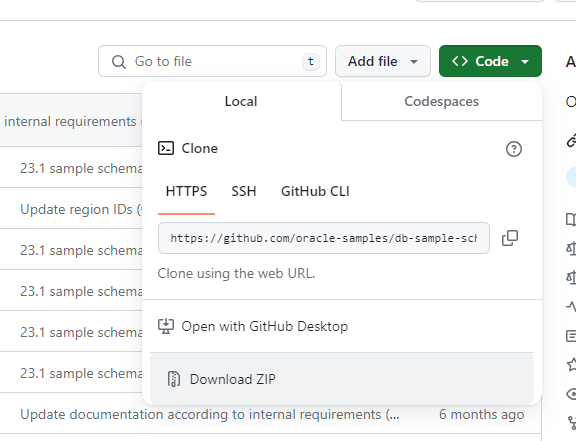 Go to file
t
Add file
Code
A
Local
Codespaces
O
internal requirements
Clone
23.1 sample schema
HTTPS
SSH
GitHub CLI
Update region IDs
23.1 sample schema
https://github.com/oracle-samples/db-sample-sch
Clone using the web URL.
23.1 sample schema
23.1 sample schema
Open with GitHub Desktop
23.1 sample schema
Download ZIP
Update documentation according to internal requirements (...
6 months ago